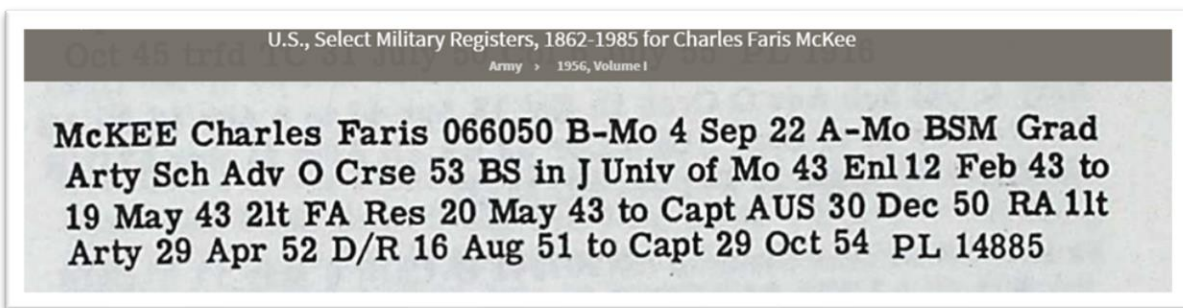 U.S., Select Military Registers, 1862-1985 for Charles Faris McKee
Army › 1956, Volume I
McKEE Charles Faris 066050 B-Mo 4 Sep 22 A-Mo BSM Grad
Arty Sch Adv O Crse 53 BS in J Univ of Mo 43 Enl 12 Feb 43 to
19 May 43 2lt FA Res 20 May 43 to Capt AUS 30 Dec 50 RA 1lt
Arty 29 Apr 52 D/R 16 Aug 51 to Capt 29 Oct 54 PL 14885